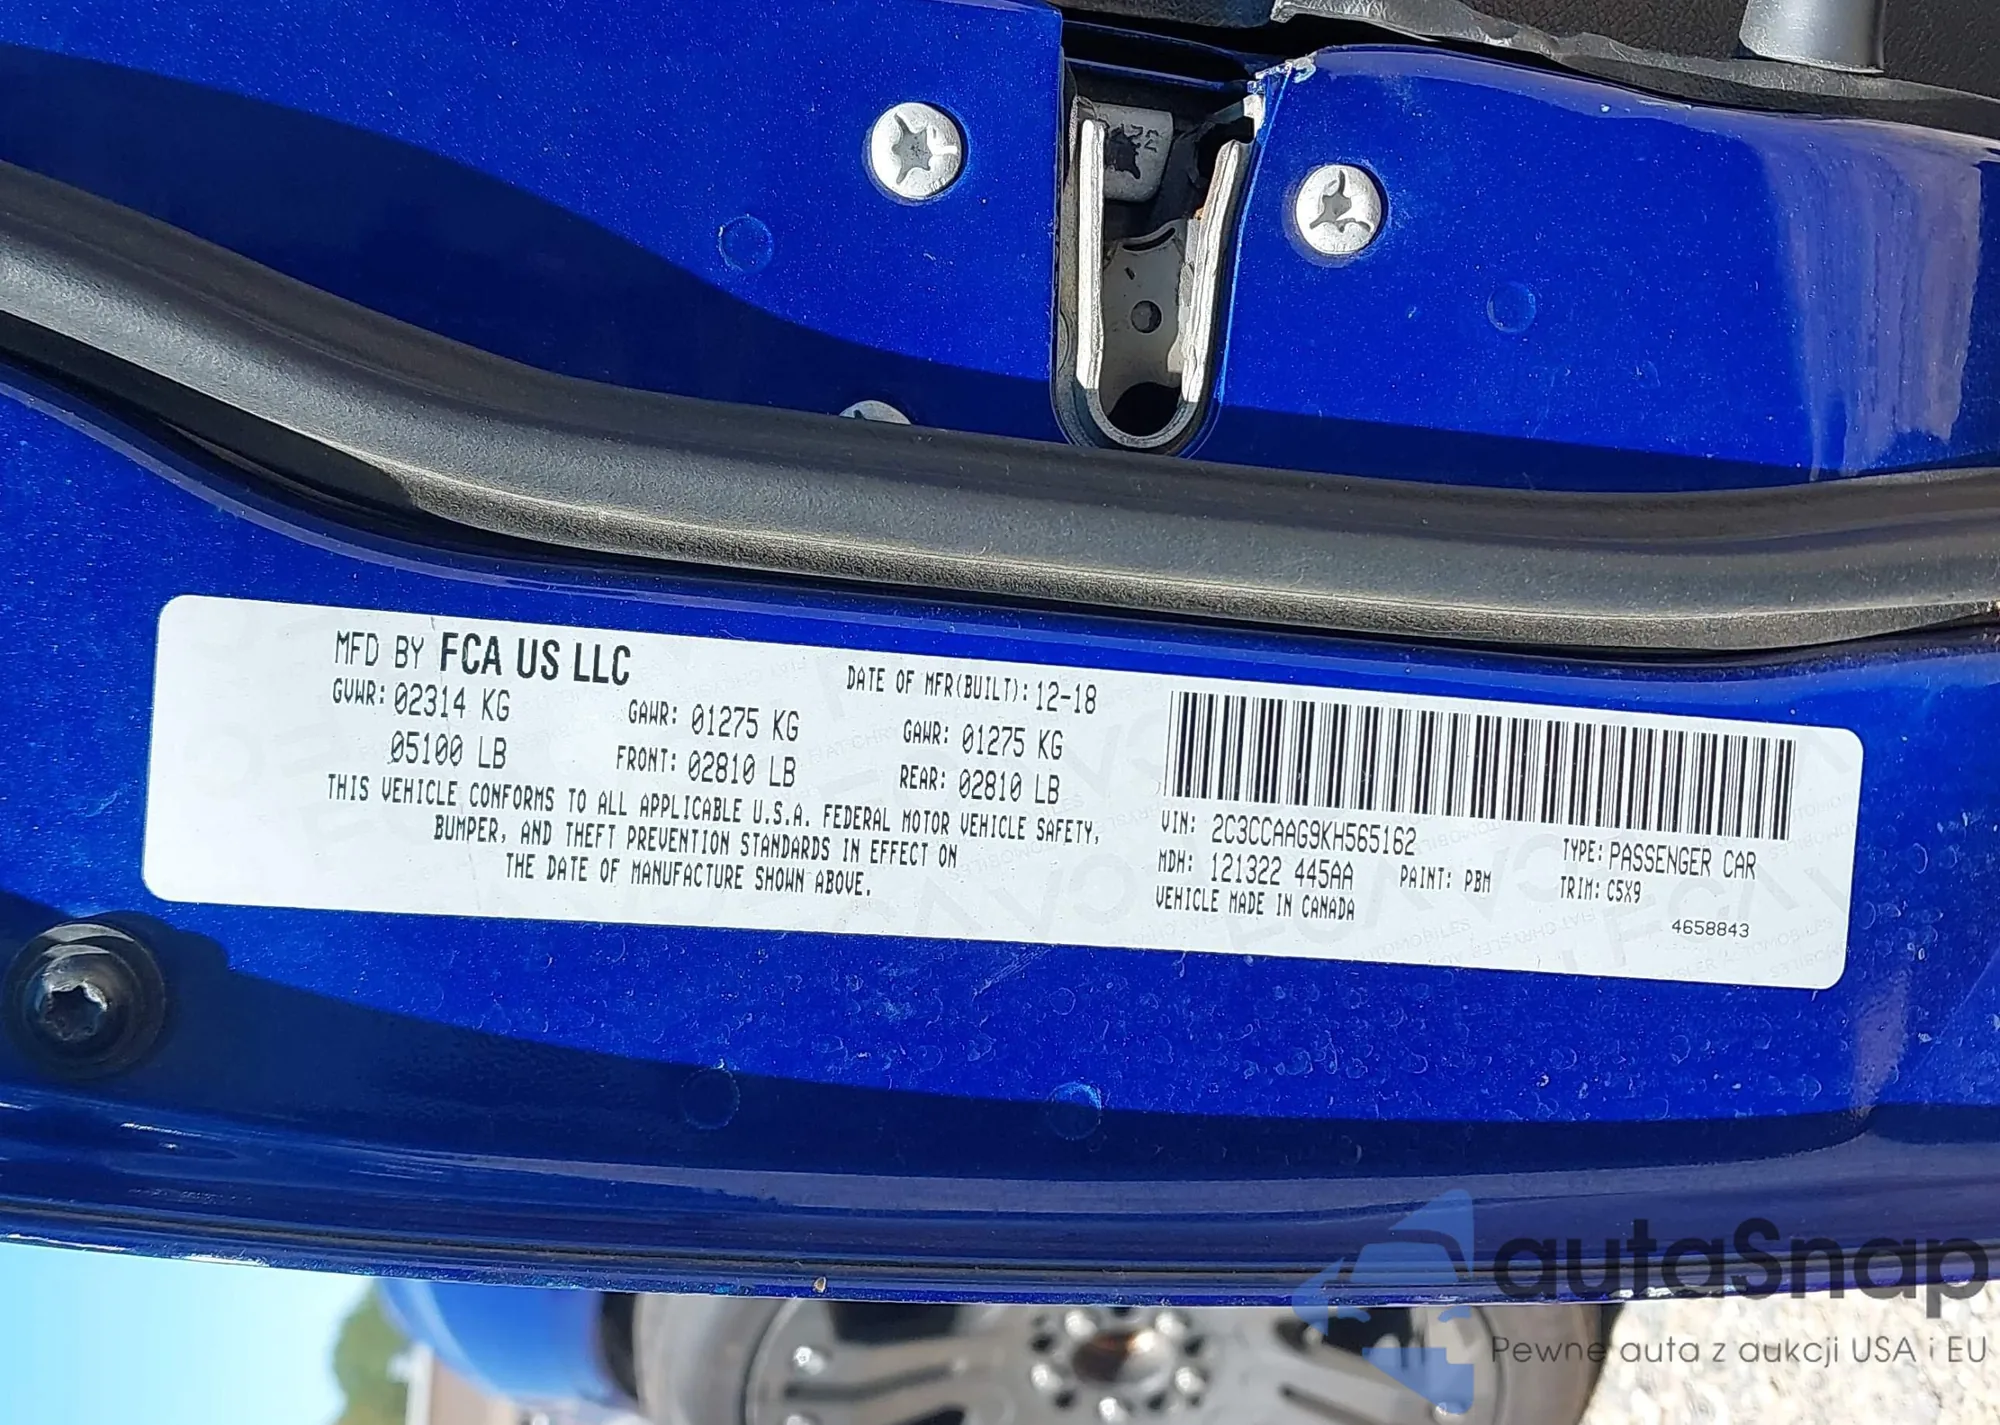 MFD BY FCA US LLC
DATE OF MFR(BUILT): 12-18
GVWR: 02314 KG GAWR: 01275 KG GAWR: 01275 KG
05100 LB FRONT: 02810 LB REAR: 02810 LB
THIS VEHICLE CONFORMS TO ALL APPLICABLE U.S.A. FEDERAL MOTOR VEHICLE SAFETY,
BUMPER, AND THEFT PREVENTION STANDARDS IN EFFECT ON
THE DATE OF MANUFACTURE SHOWN ABOVE.
VIN: 2C3CCAAG9KH565162 TYPE: PASSENGER CAR
MDH: 121322 445AA PAINT: PBM TRIM: C5X9
VEHICLE MADE IN CANADA
4658843
autaSnap
Pewne auta z aukcji USA i EU